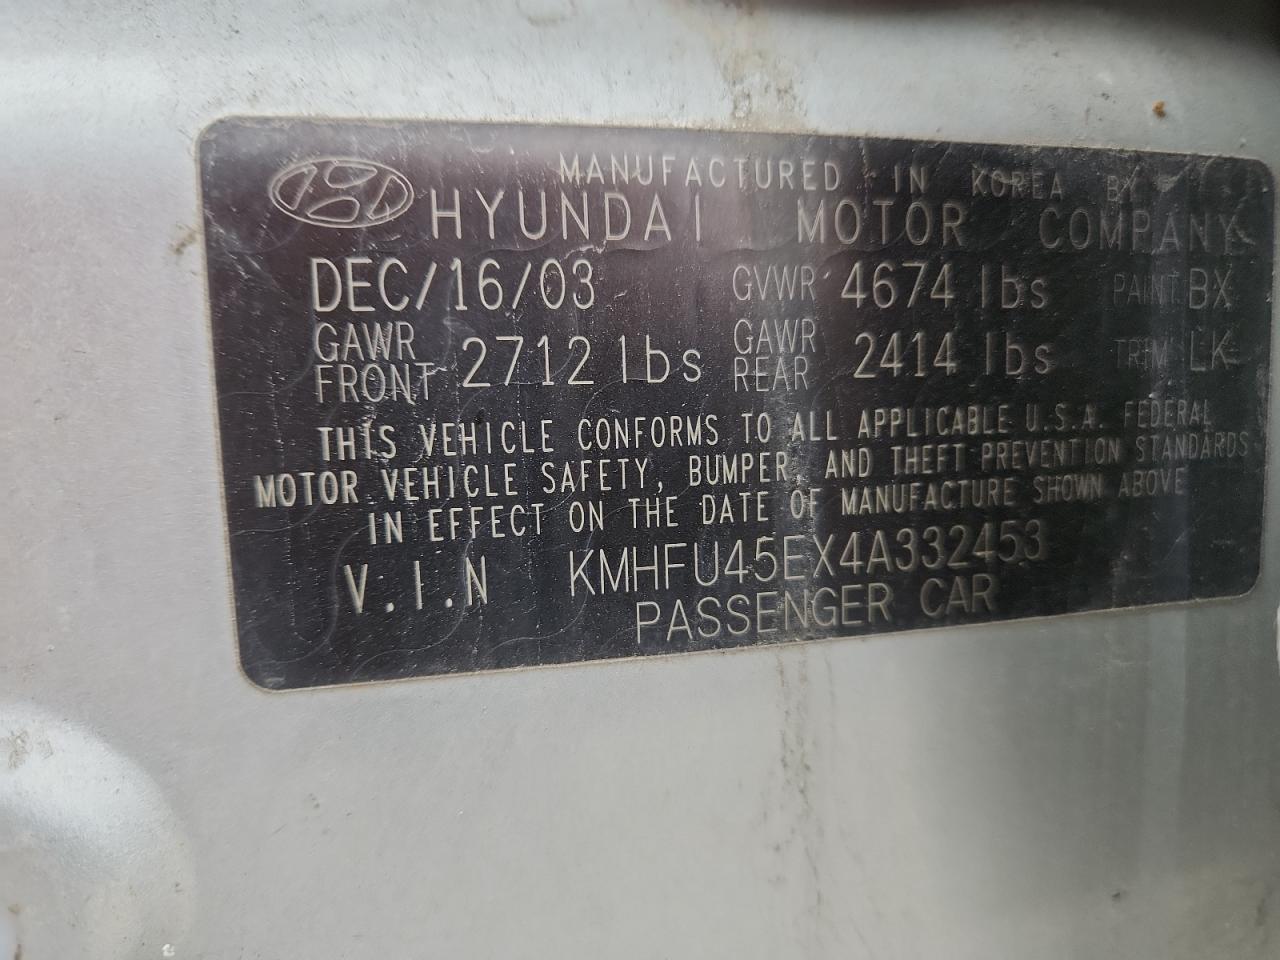 MANUFACTURED IN KOREA BY
HYUNDAI MOTOR COMPANY
DEC/16/03 GVWR 4674 lbs PAINT BX
GAWR FRONT 2712 lbs GAWR REAR 2414 lbs TRIM LK
THIS VEHICLE CONFORMS TO ALL APPLICABLE U.S.A. FEDERAL
MOTOR VEHICLE SAFETY, BUMPER, AND THEFT PREVENTION STANDARDS
IN EFFECT ON THE DATE OF MANUFACTURE SHOWN ABOVE
V.I.N KMHFU45EX4A332453
PASSENGER CAR